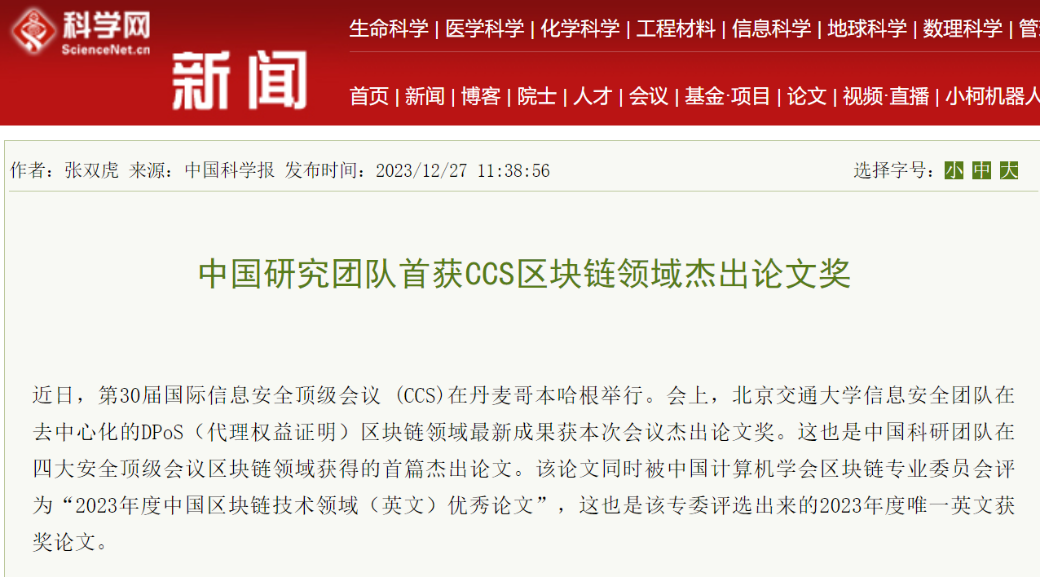 科学网
ScienceNet.cn
新闻
生命科学 | 医学科学 | 化学科学 | 工程材料 | 信息科学 | 地球科学 | 数理科学 | 管
首页 | 新闻 | 博客 | 院士 | 人才 | 会议 | 基金·项目 | 论文 | 视频·直播 | 小柯机器人
作者：张双虎 来源：中国科学报 发布时间：2023/12/27 11:38:56
选择字号：小 中 大
中国研究团队首获CCS区块链领域杰出论文奖
近日，第30届国际信息安全顶级会议 (CCS)在丹麦哥本哈根举行。会上，北京交通大学信息安全团队在
去中心化的DPoS（代理权益证明）区块链领域最新成果获本次会议杰出论文奖。这也是中国科研团队在
四大安全顶级会议区块链领域获得的首篇杰出论文。该论文同时被中国计算机学会区块链专业委员会评
为“2023年度中国区块链技术领域（英文）优秀论文”，这也是该专委评选出来的2023年度唯一英文获
奖论文。